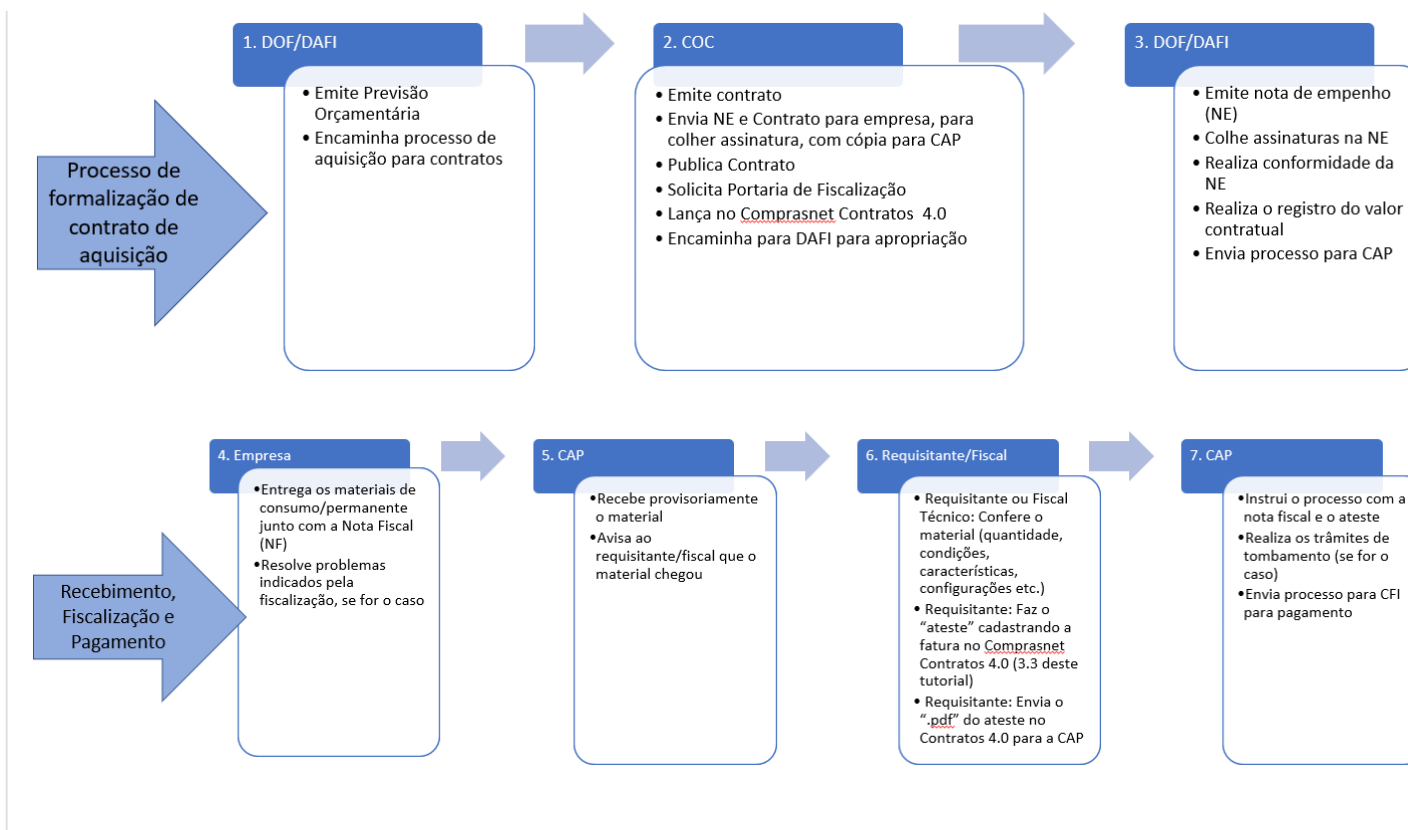 Processo de
formalização de
contrato de
aquisição
1. DOF/DAFI
• Emite Previsão
Orçamentária
• Encaminha processo de
aquisição para contratos
2. COC
• Emite contrato
• Envia NE e Contrato para empresa, para
colher assinatura, com cópia para CAP
• Publica Contrato
• Solicita Portaria de Fiscalização
• Lança no Comprasnet Contratos 4.0
• Encaminha para DAFI para apropriação
3. DOF/DAFI
• Emite nota de empenho
(NE)
• Colhe assinaturas na NE
• Realiza conformidade da
NE
• Realiza o registro do valor
contratual
• Envia processo para CAP
Recebimento,
Fiscalização e
Pagamento
4. Empresa
•Entrega os materiais de
consumo/permanente
junto com a Nota Fiscal
(NF)
•Resolve problemas
indicados pela
fiscalização, se for o caso
5. CAP
•Recebe provisoriamente
o material
•Avisa ao
requisitante/fiscal que o
material chegou
6. Requisitante/Fiscal
• Requisitante ou Fiscal
Técnico: Confere o
material (quantidade,
condições,
características,
configurações etc.)
• Requisitante: Faz o
“ateste” cadastrando a
fatura no Comprasnet
Contratos 4.0 (3.3 deste
tutorial)
• Requisitante: Envia o
“.pdf” do ateste no
Contratos 4.0 para a CAP
7. CAP
•Instrui o processo com a
nota fiscal e o ateste
•Realiza os trâmites de
tombamento (se for o
caso)
•Envia processo para CFI
para pagamento